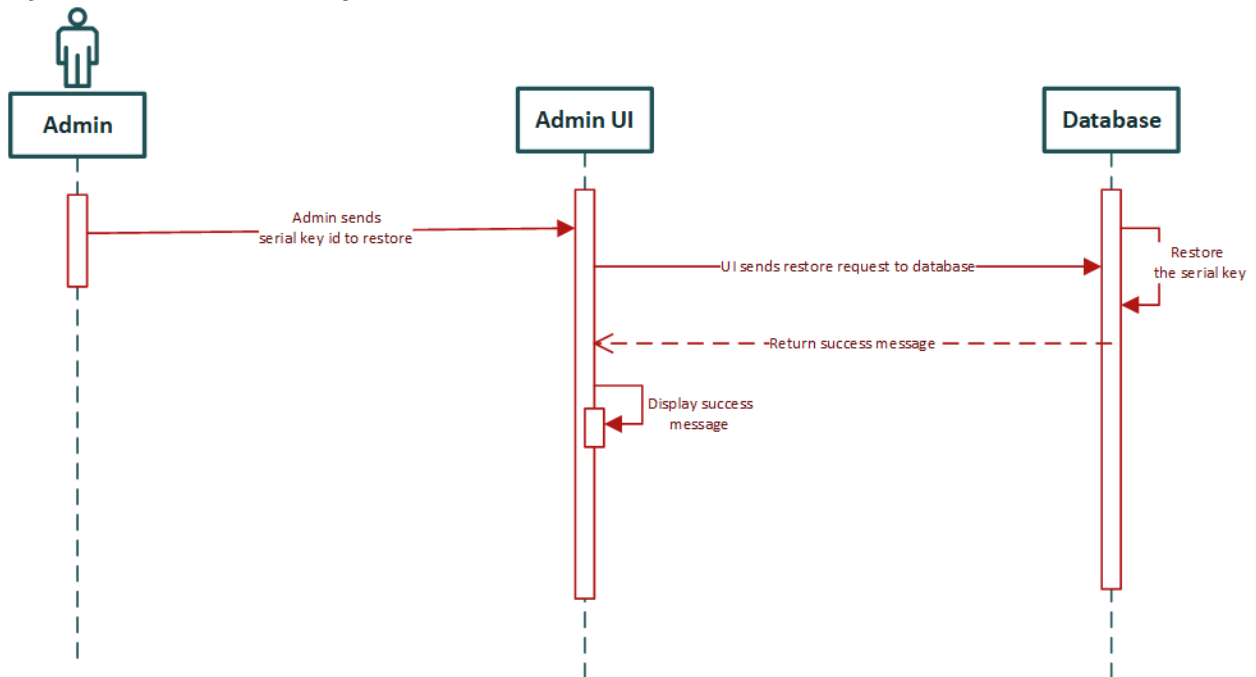 Admin
Admin UI
Database
Admin sends
serial key id to restore
UI sends restore request to database
Restore
the serial key
Return success message
Display success
message